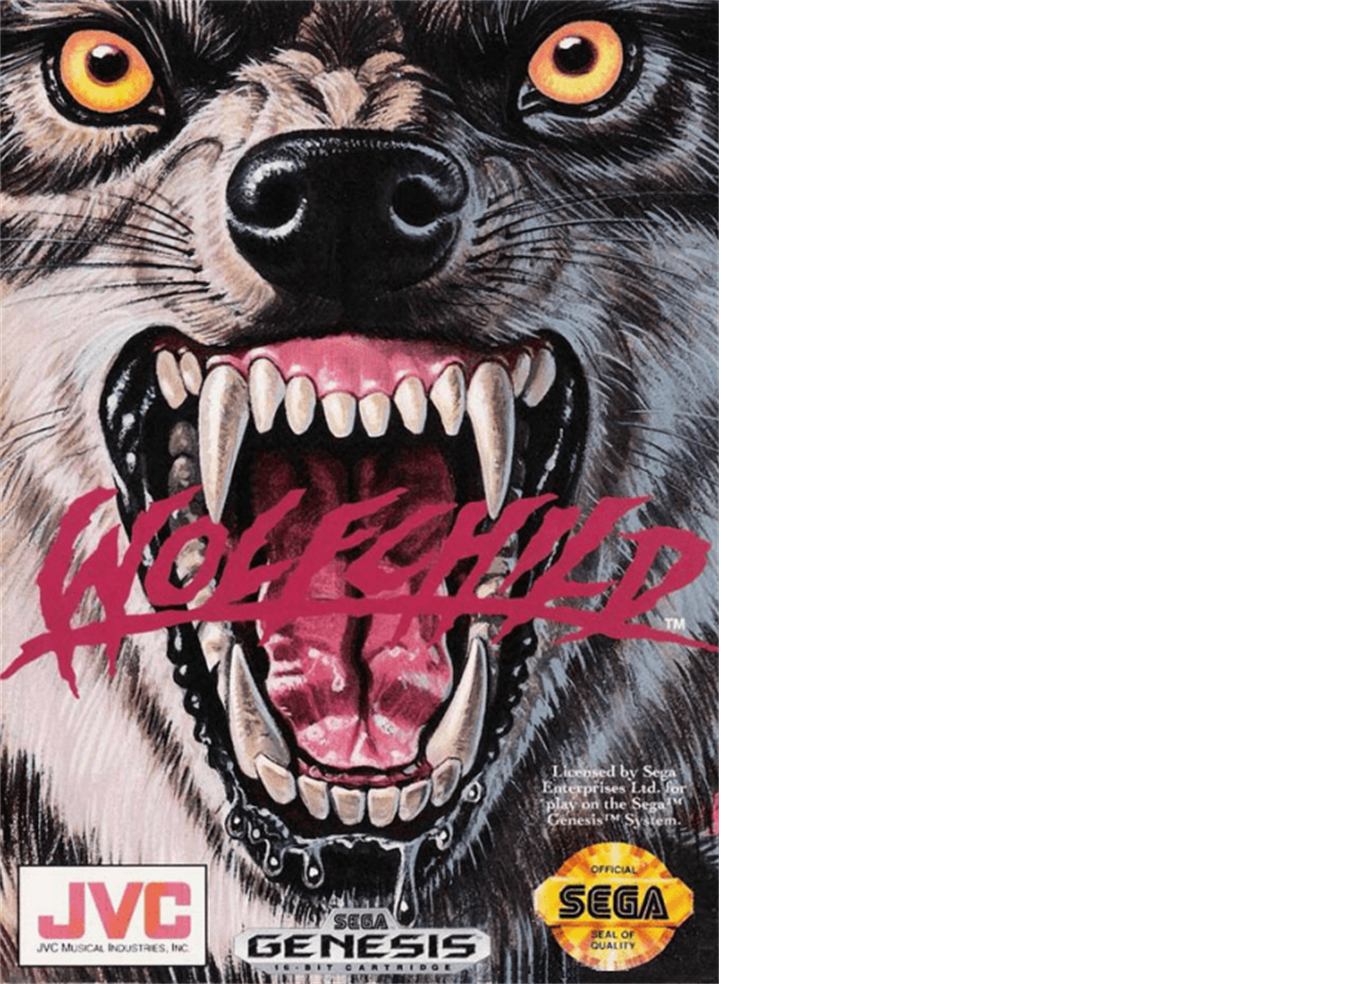 WOLFCHILD
™
Licensed by Sega
Enterprises Ltd. for
play on the Sega™
Genesis™ System.
OFFICIAL
SEGA
SEAL OF
QUALITY
JVC
JVC MUSICAL INDUSTRIES, INC.
SEGA
GENESIS
16-BIT CARTRIDGE